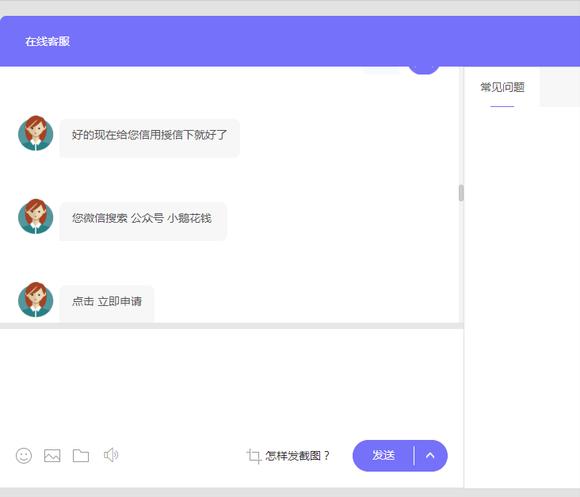 在线客服
常见问题
好的现在给您信用授信下就好了
您微信搜索 公众号 小鹅花钱
点击 立即申请
怎样发截图？
发送